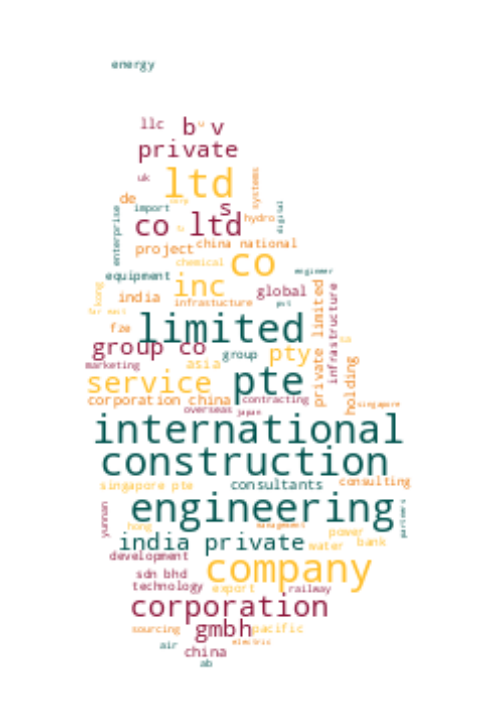 energy
llc b v
private
uk
ltd
systems
de
import
s
enterprise
co ltd
hydro
digital
project
china national
chemical
co
engineer
equipment
inc
global
india
infrastucture
private limited
infrastructure
fze
limited
group co
group
pty
marketing
asia
service
pte
holding
corporation china
contracting
singapore
overseas
japan
international
construction
singapore pte
consultants
consulting
engineering
yunnan
hong
management
partners
india private
power
water
bank
development
company
sdn bhd
technology
export
railway
corporation
sourcing
gmbh
pacific
electric
air
china
ab